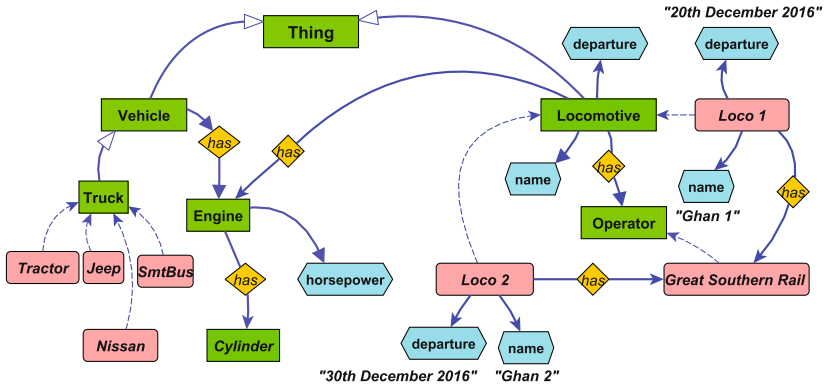 "20th December 2016"
Thing
departure
departure
Vehicle
Locomotive
Loco 1
has
has
has
name
name
has
Truck
Engine
"Ghan 1"
Operator
Tractor
Jeep
SmtBus
has
horsepower
Loco 2
has
Great Southern Rail
Nissan
Cylinder
departure
name
"30th December 2016"
"Ghan 2"